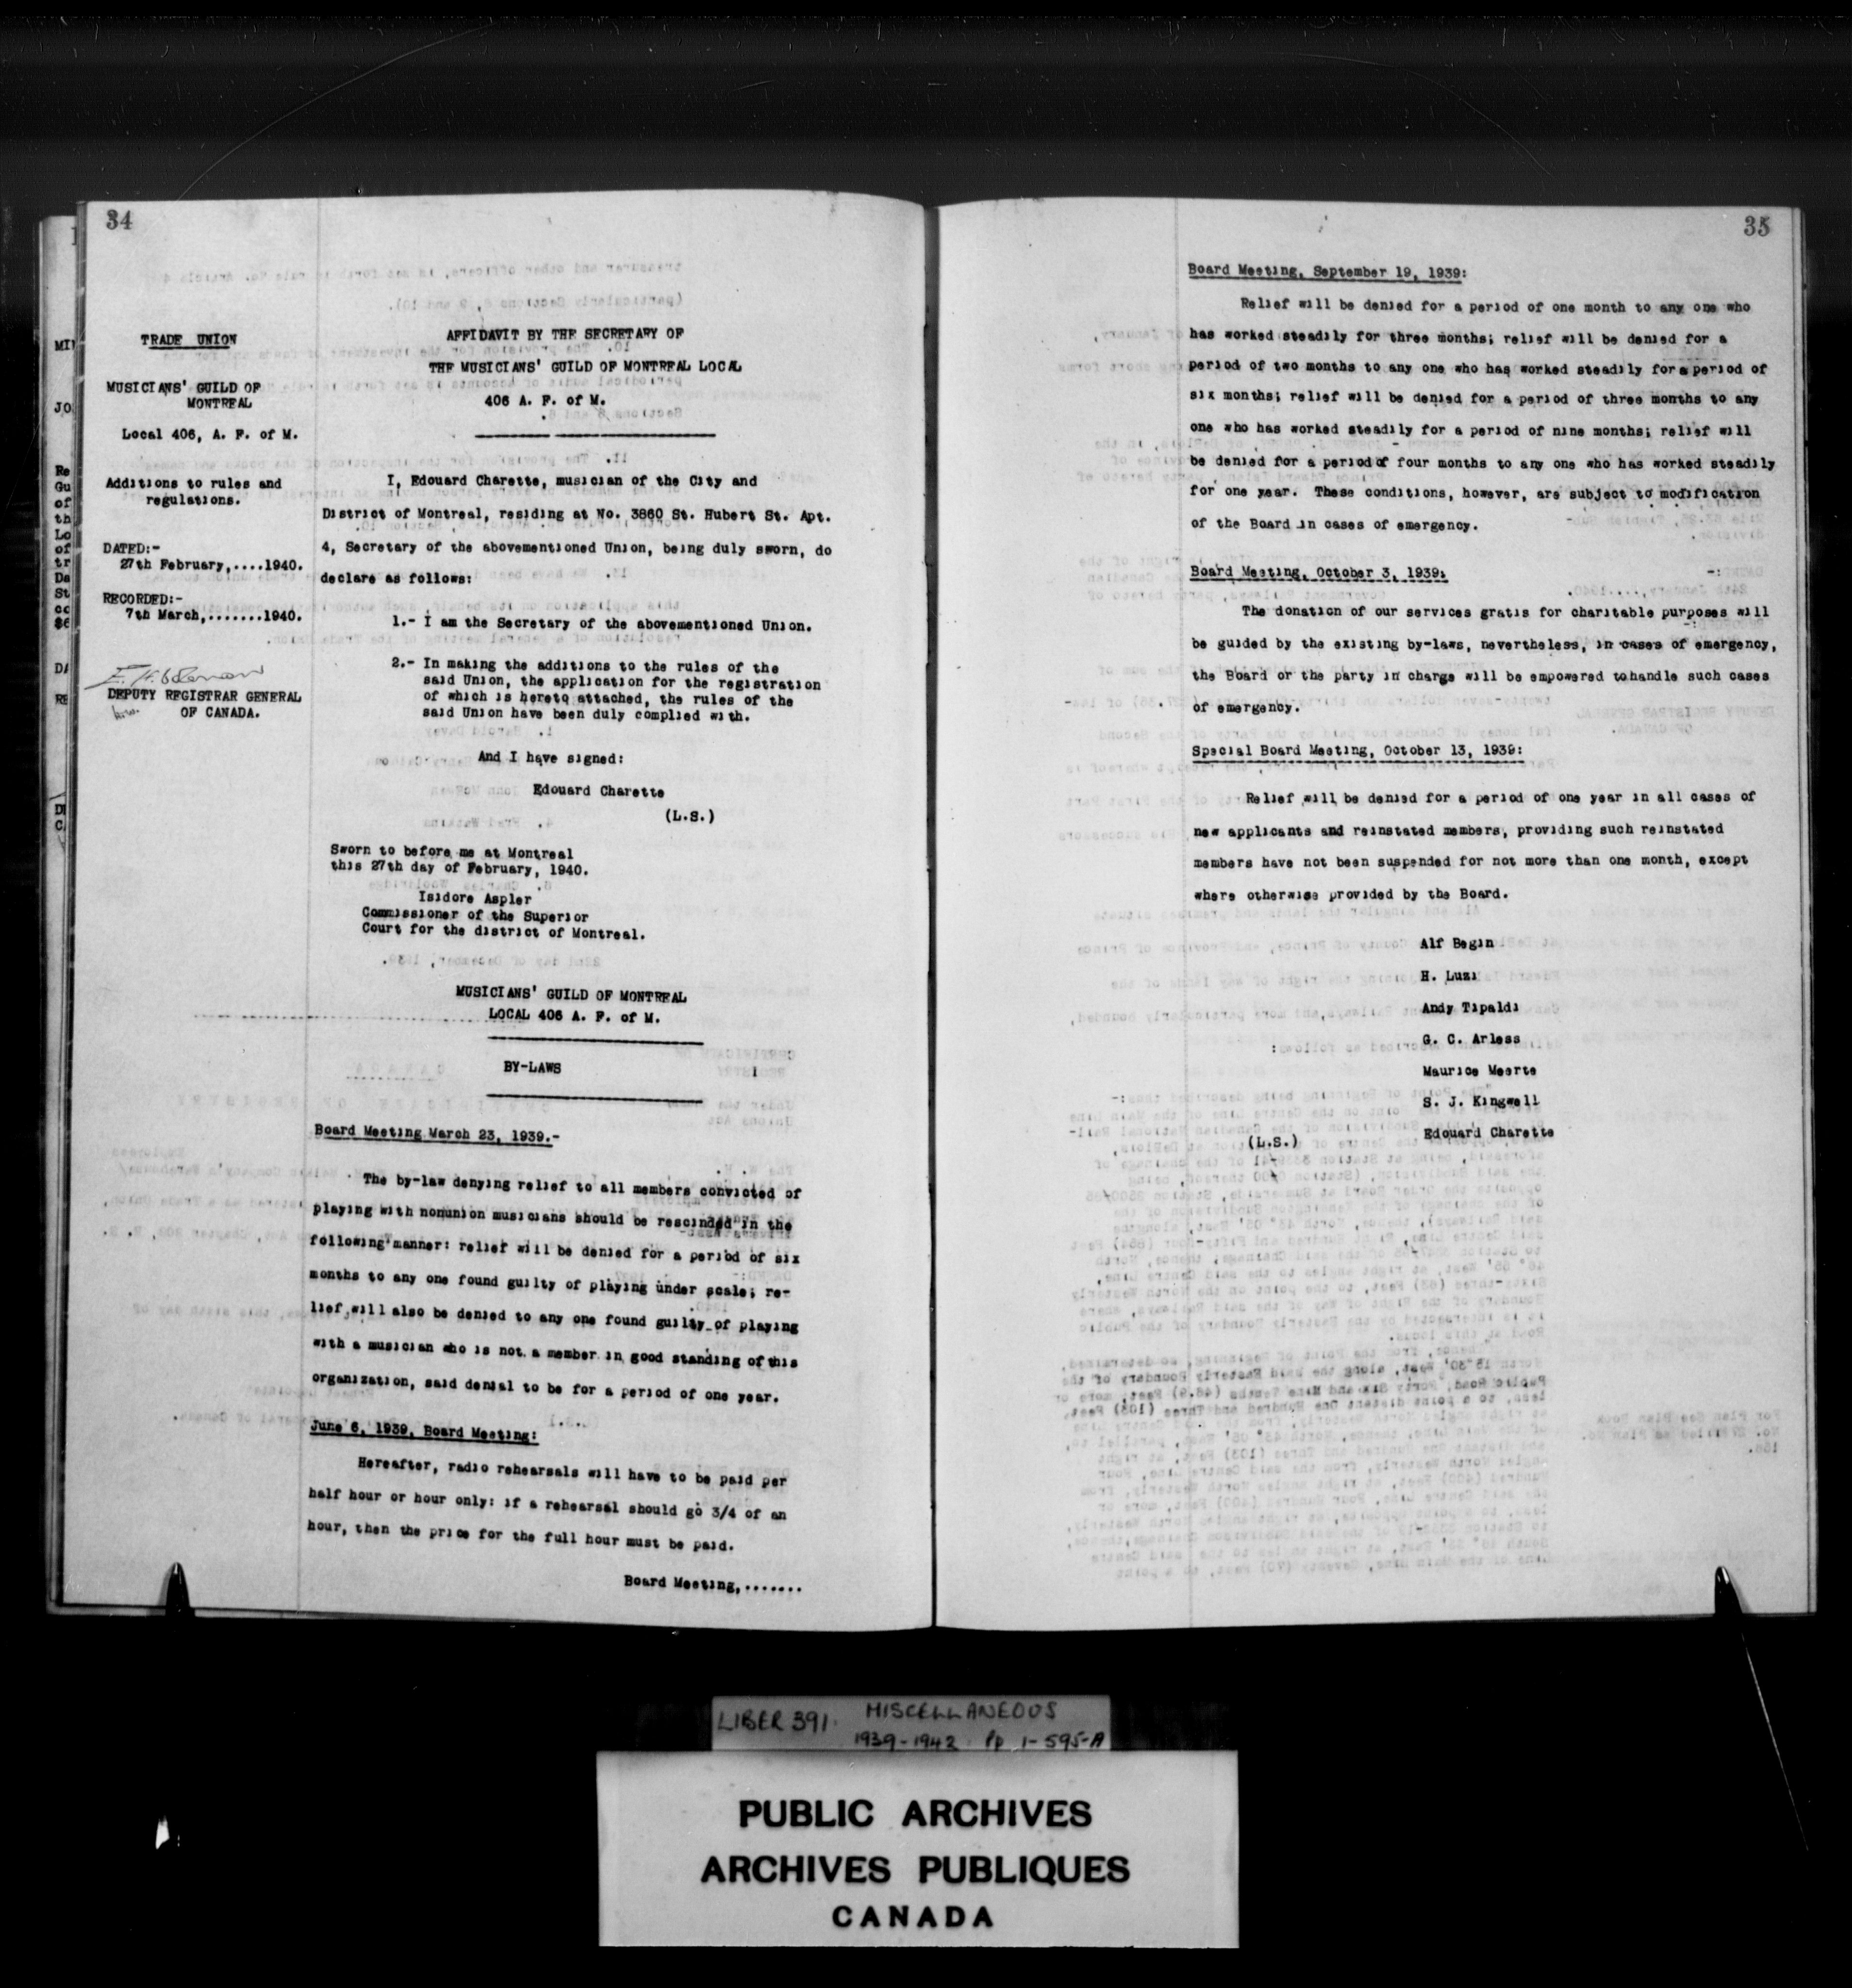 34
TRADE UNION
MUSICIANS' GUILD OF
MONTREAL
Local 406, A. F. of M.
Additions to rules and
regulations.
DATED:-
27th February,....1940.
RECORDED:-
7th March,.......1940.
DEPUTY REGISTRAR GENERAL
OF CANADA.
AFFIDAVIT BY THE SECRETARY OF
THE MUSICIANS' GUILD OF MONTREAL LOCAL
406 A. F. of M.
I, Edouard Charette, musician of the City and
District of Montreal, residing at No. 3860 St. Hubert St. Apt.
4, Secretary of the abovementioned Union, being duly sworn, do
declare as follows:
1.- I am the Secretary of the abovementioned Union.
2.- In making the additions to the rules of the
said Union, the application for the registration
of which is hereto attached, the rules of the
said Union have been duly complied with.
And I have signed:
Edouard Charette
(L.S.)
Sworn to before me at Montreal
this 27th day of February, 1940.
Isidore Aspler
Commissioner of the Superior
Court for the district of Montreal.
MUSICIANS' GUILD OF MONTREAL
LOCAL 406 A. F. of M.
BY-LAWS
Board Meeting March 23, 1939.-
The by-law denying relief to all members convicted of
playing with nonunion musicians should be rescinded in the
following manner: relief will be denied for a period of six
months to any one found guilty of playing under scale; re-
lief will also be denied to any one found guilty of playing
with a musician who is not a member in good standing of this
organization, said denial to be for a period of one year.
June 6, 1939, Board Meeting:
Hereafter, radio rehearsals will have to be paid per
half hour or hour only: if a rehearsal should go 3/4 of an
hour, then the price for the full hour must be paid.
Board Meeting,.......
35
Board Meeting, September 19, 1939:
Relief will be denied for a period of one month to any one who
has worked steadily for three months; relief will be denied for a
period of two months to any one who has worked steadily for a period of
six months; relief will be denied for a period of three months to any
one who has worked steadily for a period of nine months; relief will
be denied for a period of four months to any one who has worked steadily
for one year. These conditions, however, are subject to modification
of the Board in cases of emergency.
Board Meeting, October 3, 1939:
The donation of our services gratis for charitable purposes will
be guided by the existing by-laws, nevertheless, in cases of emergency,
the Board or the party in charge will be empowered to handle such cases
of emergency.
Special Board Meeting, October 13, 1939:
Relief will be denied for a period of one year in all cases of
new applicants and reinstated members, providing such reinstated
members have not been suspended for not more than one month, except
where otherwise provided by the Board.
Alf Begin
H. Luzi
Andy Tipaldi
G. C. Arless
Maurice Meerte
S. J. Kingwell
(L.S.) Edouard Charette
LIBER 391. MISCELLANEOUS
1939-1942 Pp 1-595-A
PUBLIC ARCHIVES
ARCHIVES PUBLIQUES
CANADA